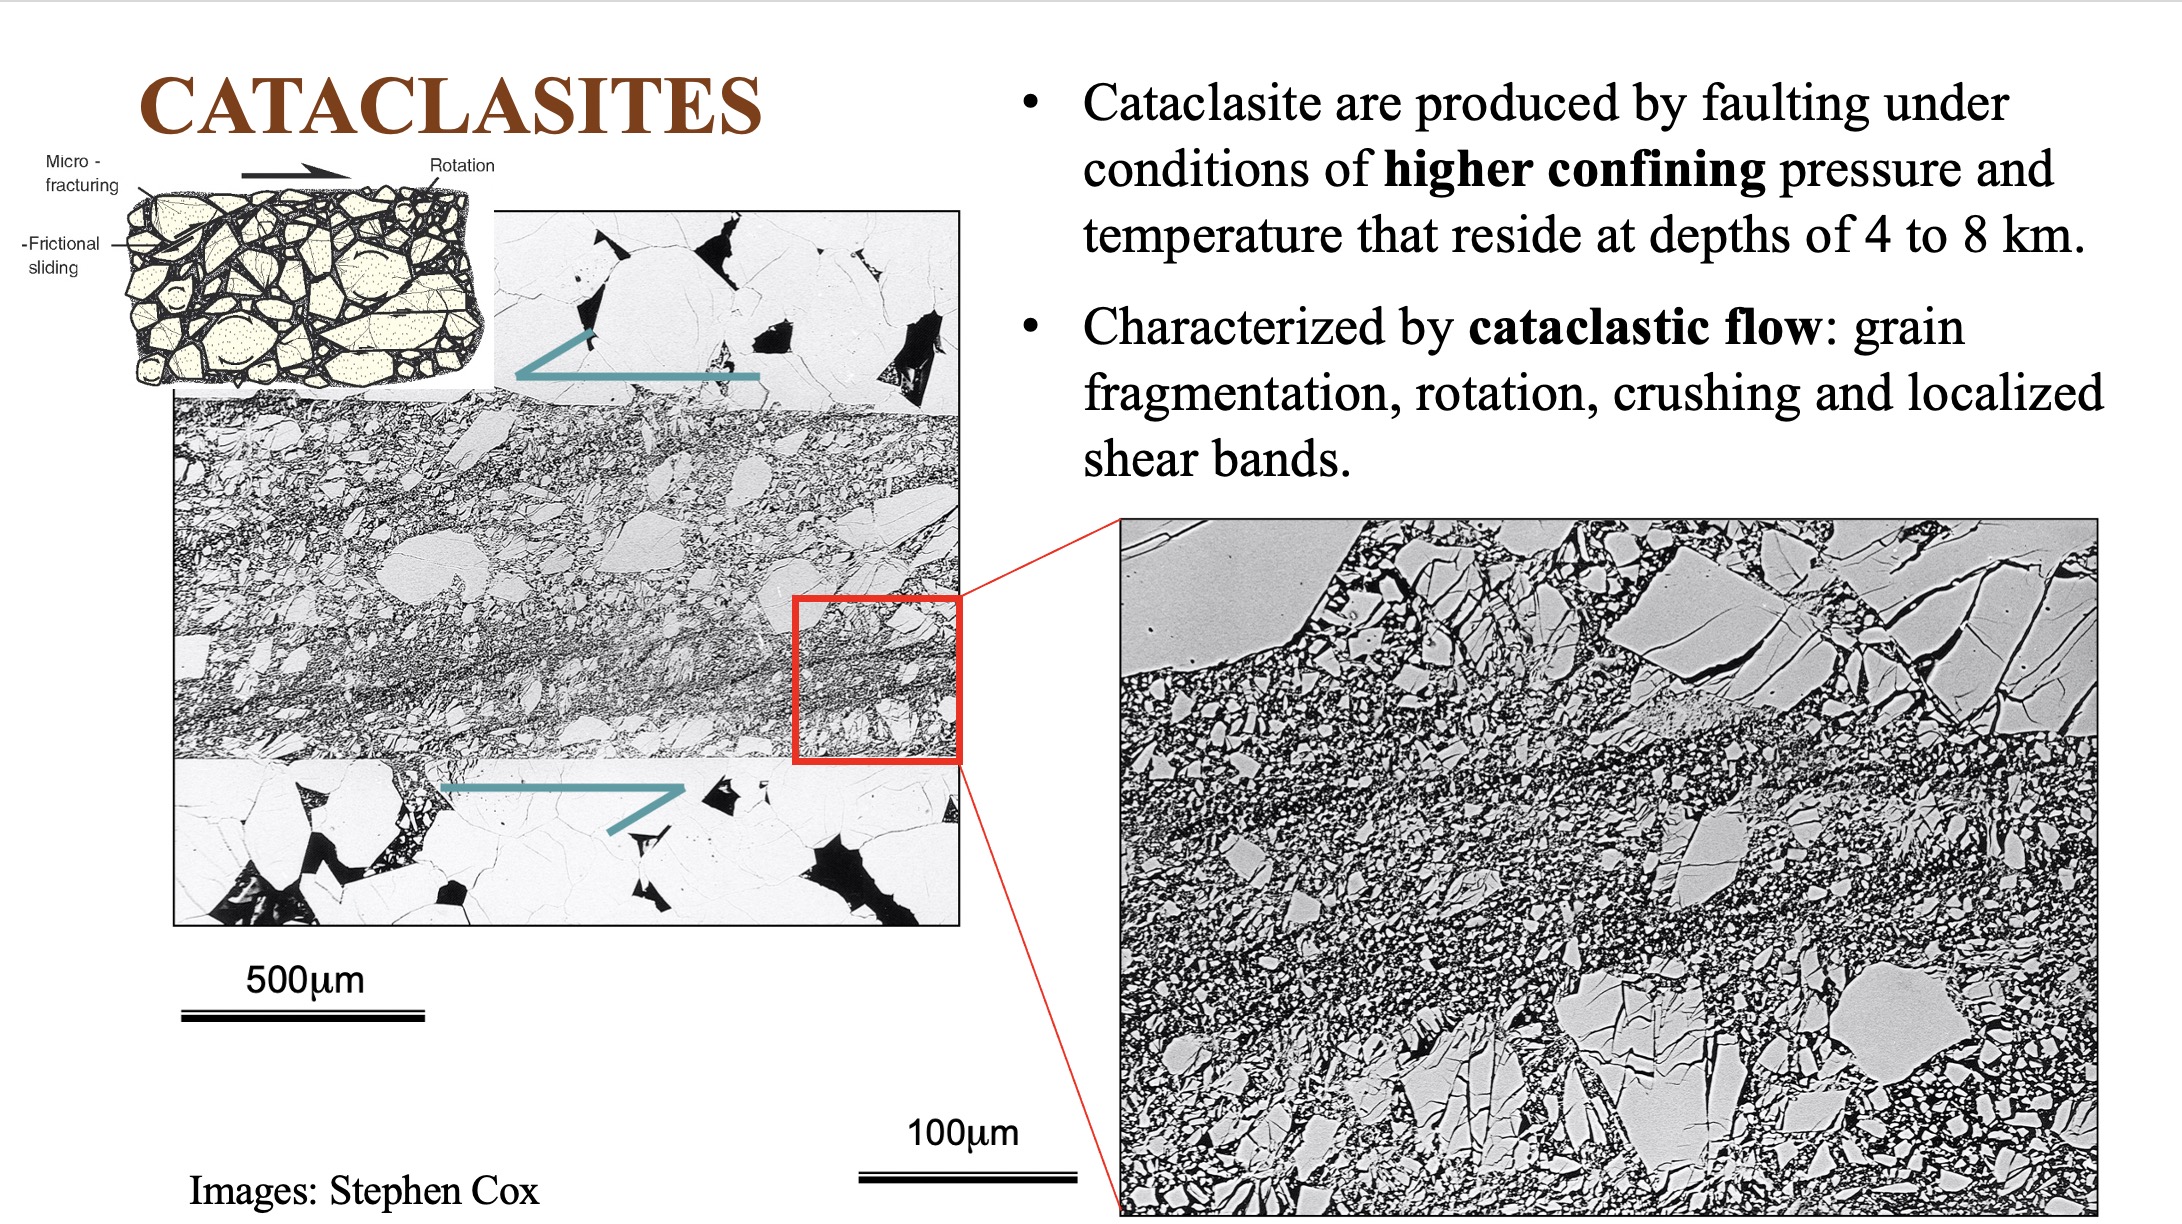 CATACLASITES
Micro -
fracturing
Rotation
-Frictional
sliding
• Cataclasite are produced by faulting under
conditions of higher confining pressure and
temperature that reside at depths of 4 to 8 km.
• Characterized by cataclastic flow: grain
fragmentation, rotation, crushing and localized
shear bands.
500μm
100μm
Images: Stephen Cox